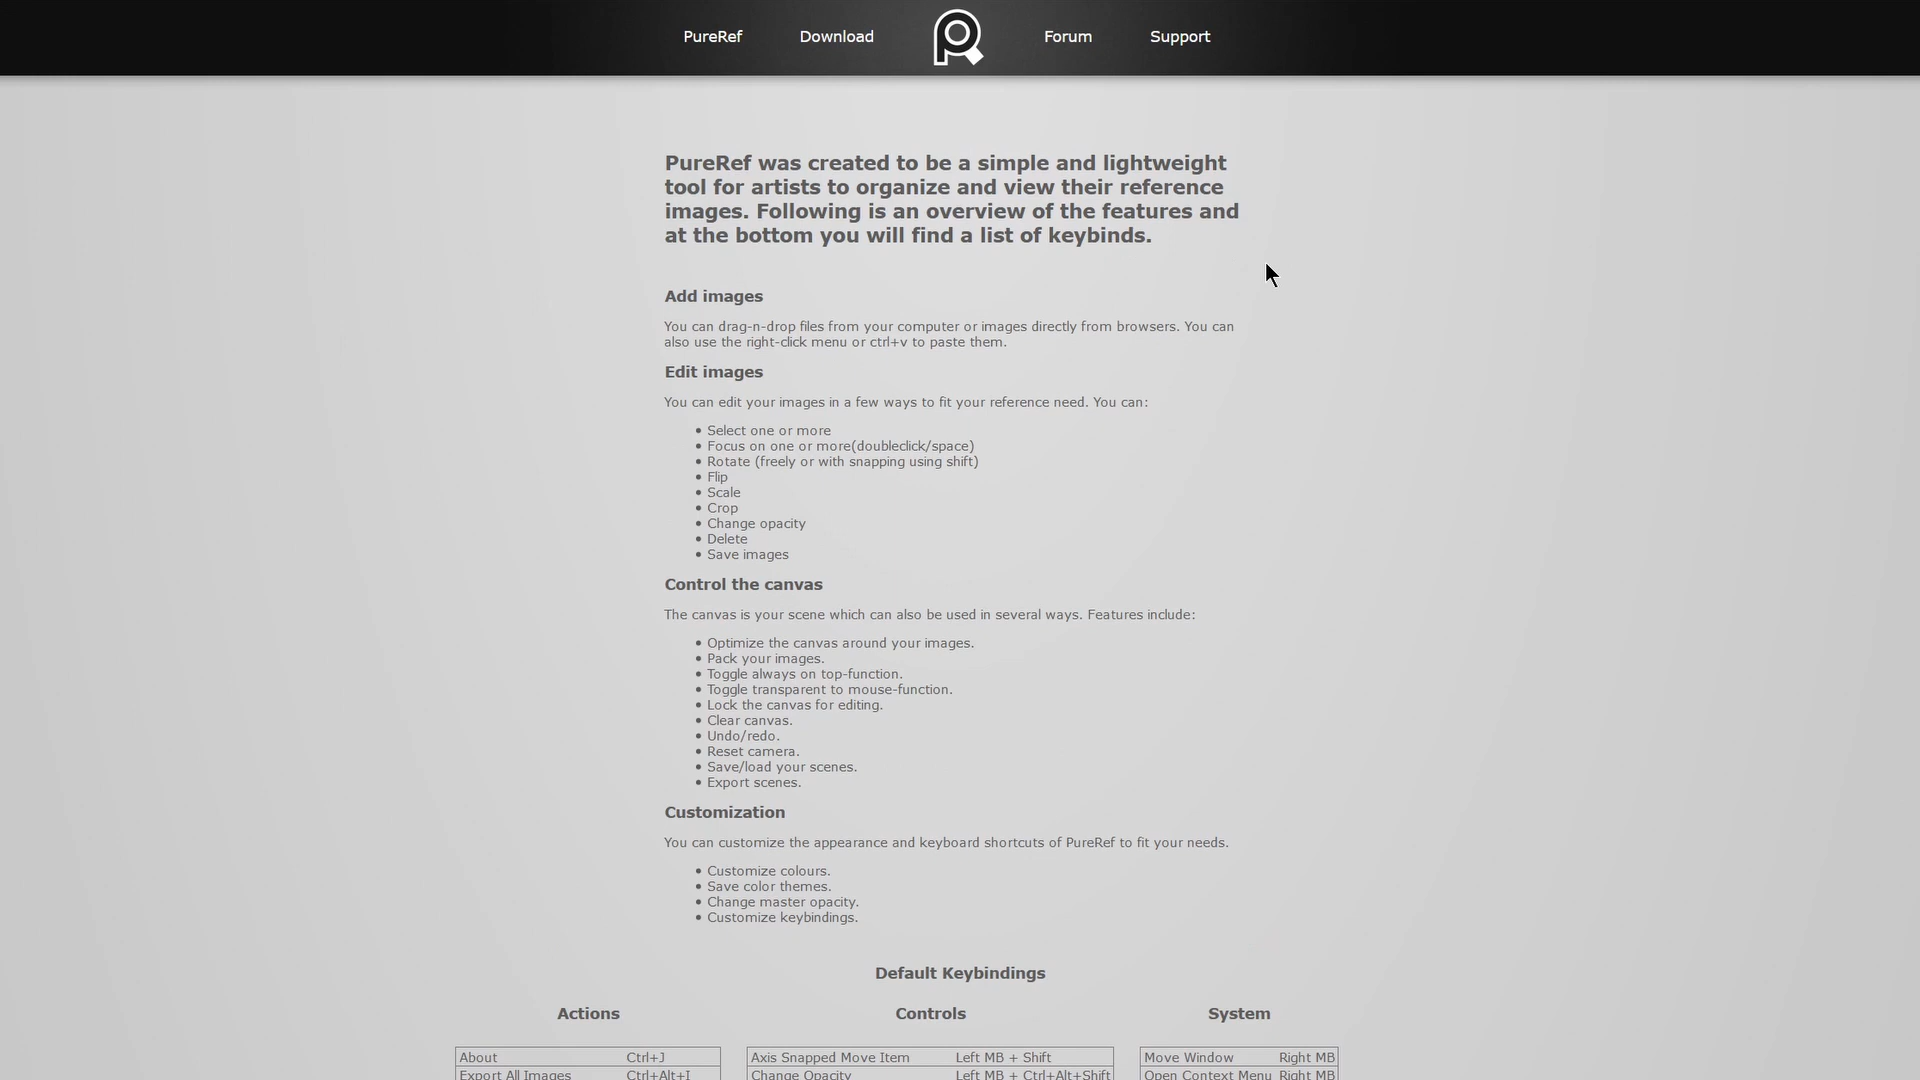 PureRef Download Forum Support
PureRef was created to be a simple and lightweight
tool for artists to organize and view their reference
images. Following is an overview of the features and
at the bottom you will find a list of keybinds.
Add images
You can drag-n-drop files from your computer or images directly from browsers. You can
also use the right-click menu or ctrl+v to paste them.
Edit images
You can edit your images in a few ways to fit your reference need. You can:
• Select one or more
• Focus on one or more(doubleclick/space)
• Rotate (freely or with snapping using shift)
• Flip
• Scale
• Crop
• Change opacity
• Delete
• Save images
Control the canvas
The canvas is your scene which can also be used in several ways. Features include:
• Optimize the canvas around your images.
• Pack your images.
• Toggle always on top-function.
• Toggle transparent to mouse-function.
• Lock the canvas for editing.
• Clear canvas.
• Undo/redo.
• Reset camera.
• Save/load your scenes.
• Export scenes.
Customization
You can customize the appearance and keyboard shortcuts of PureRef to fit your needs.
• Customize colours.
• Save color themes.
• Change master opacity.
• Customize keybindings.
Default Keybindings
Actions Controls System
About Ctrl+J Axis Snapped Move Item Left MB + Shift Move Window Right MB
Export All Images Ctrl+Alt+I Change Opacity Left MB + Ctrl+Alt+Shift Open Context Menu Right MB